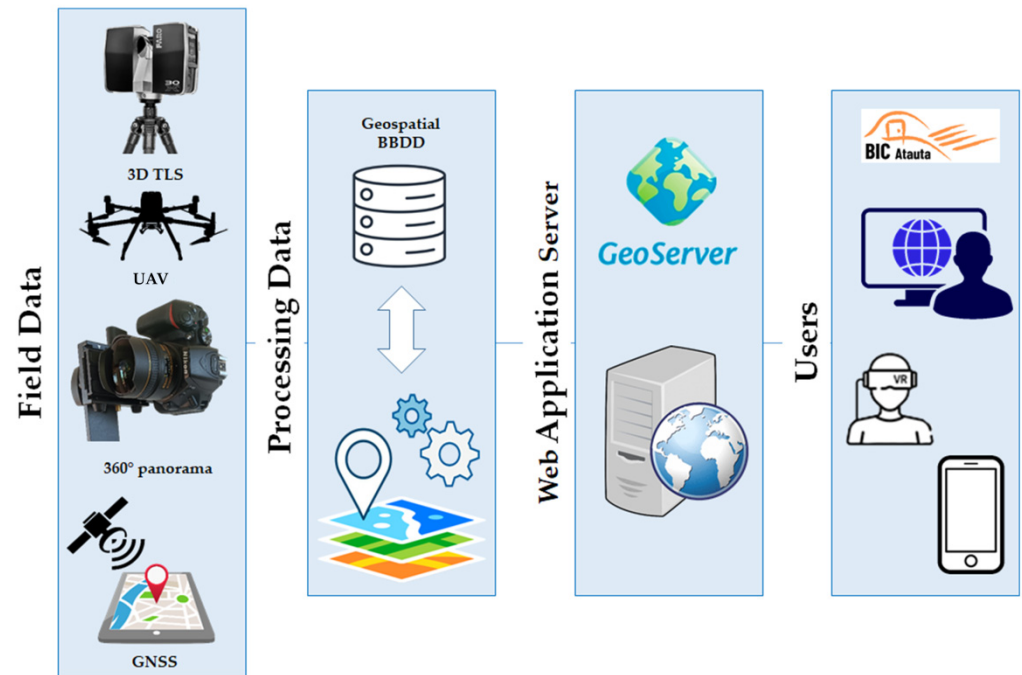 Field Data
3D TLS
UAV
360° panorama
GNSS
Processing Data
Geospatial
BBDD
Web Application Server
GeoServer
Users
BIC Atauta
VR